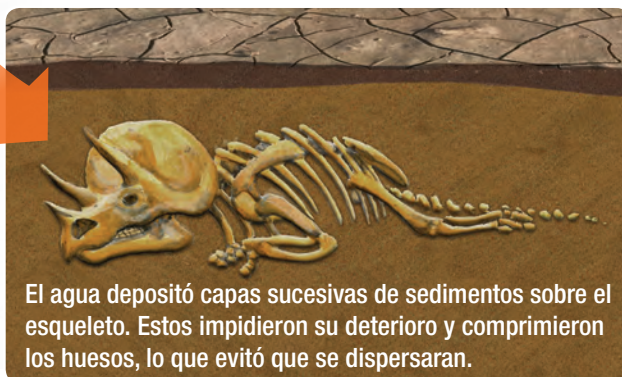 El agua depositó capas sucesivas de sedimentos sobre el
esqueleto. Estos impidieron su deterioro y comprimieron
los huesos, lo que evitó que se dispersaran.